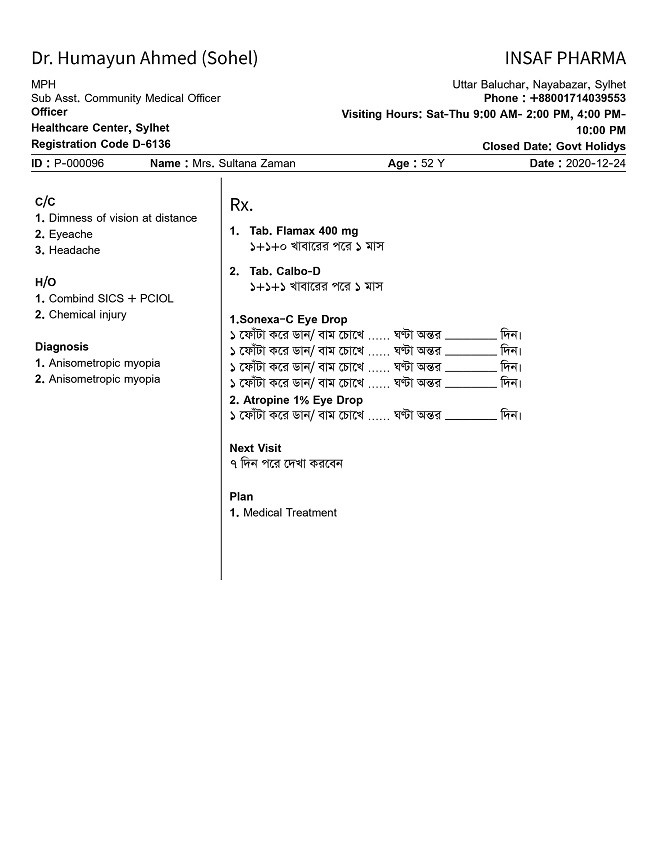 Dr. Humayun Ahmed (Sohel)
MPH
Sub Asst. Community Medical Officer
Officer
Healthcare Center, Sylhet
Registration Code D-6136
INSAF PHARMA
Uttar Baluchar, Nayabazar, Sylhet
Phone : +88001714039553
Visiting Hours: Sat-Thu 9:00 AM- 2:00 PM, 4:00 PM-
10:00 PM
Closed Date: Govt Holidys
ID : P-000096 Name : Mrs. Sultana Zaman Age : 52 Y Date : 2020-12-24
C/C
1. Dimness of vision at distance
2. Eyeache
3. Headache
H/O
1. Combind SICS + PCIOL
2. Chemical injury
Diagnosis
1. Anisometropic myopia
2. Anisometropic myopia
Rx.
1. Tab. Flamax 400 mg
১+১+০ খাবারের পরে ১ মাস
2. Tab. Calbo-D
১+১+১ খাবারের পরে ১ মাস
1.Sonexa-C Eye Drop
১ ফোঁটা করে ডান/ বাম চোখে ...... ঘণ্টা অন্তর ________ দিন।
১ ফোঁটা করে ডান/ বাম চোখে ...... ঘণ্টা অন্তর ________ দিন।
১ ফোঁটা করে ডান/ বাম চোখে ...... ঘণ্টা অন্তর ________ দিন।
১ ফোঁটা করে ডান/ বাম চোখে ...... ঘণ্টা অন্তর ________ দিন।
2. Atropine 1% Eye Drop
১ ফোঁটা করে ডান/ বাম চোখে ...... ঘণ্টা অন্তর ________ দিন।
Next Visit
৭ দিন পরে দেখা করবেন
Plan
1. Medical Treatment